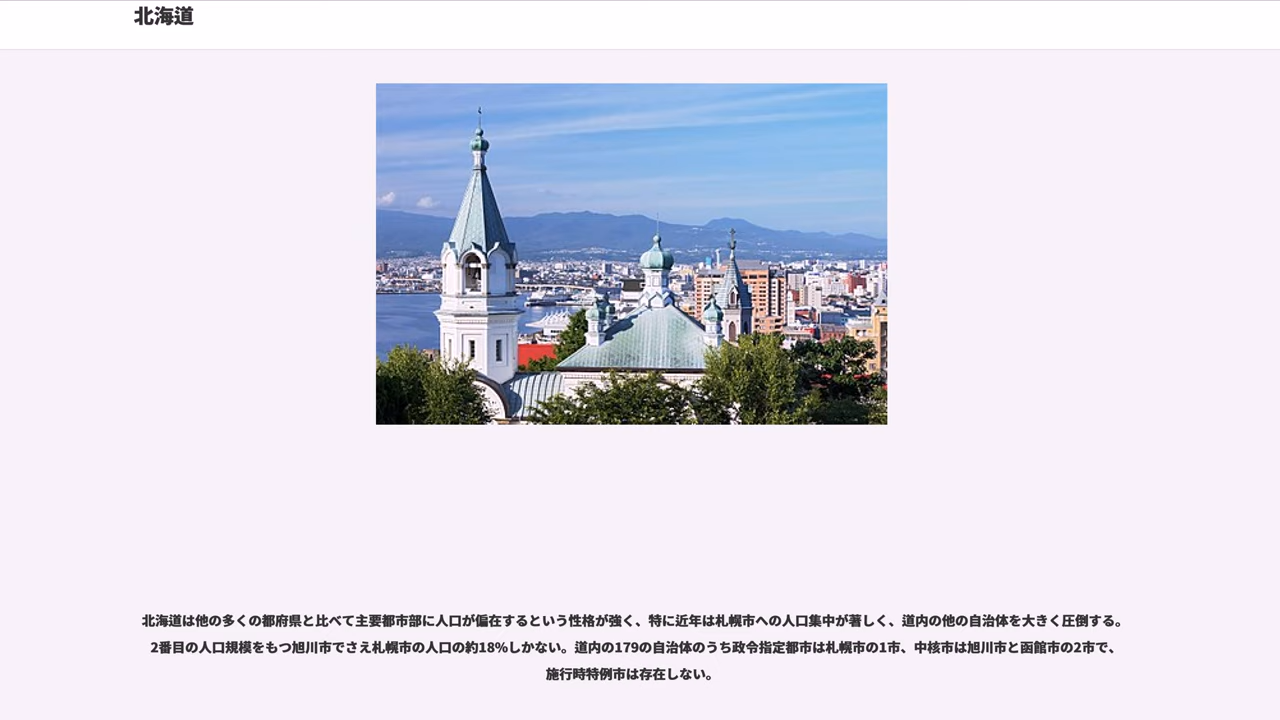 北海道
北海道は他の多くの都府県と比べて主要都市部に人口が偏在するという性格が強く、特に近年は札幌市への人口集中が著しく、道内の他の自治体を大きく圧倒する。
2番目の人口規模をもつ旭川市でさえ札幌市の人口の約18%しかない。道内の179の自治体のうち政令指定都市は札幌市の1市、中核市は旭川市と函館市の2市で、
施行時特例市は存在しない。